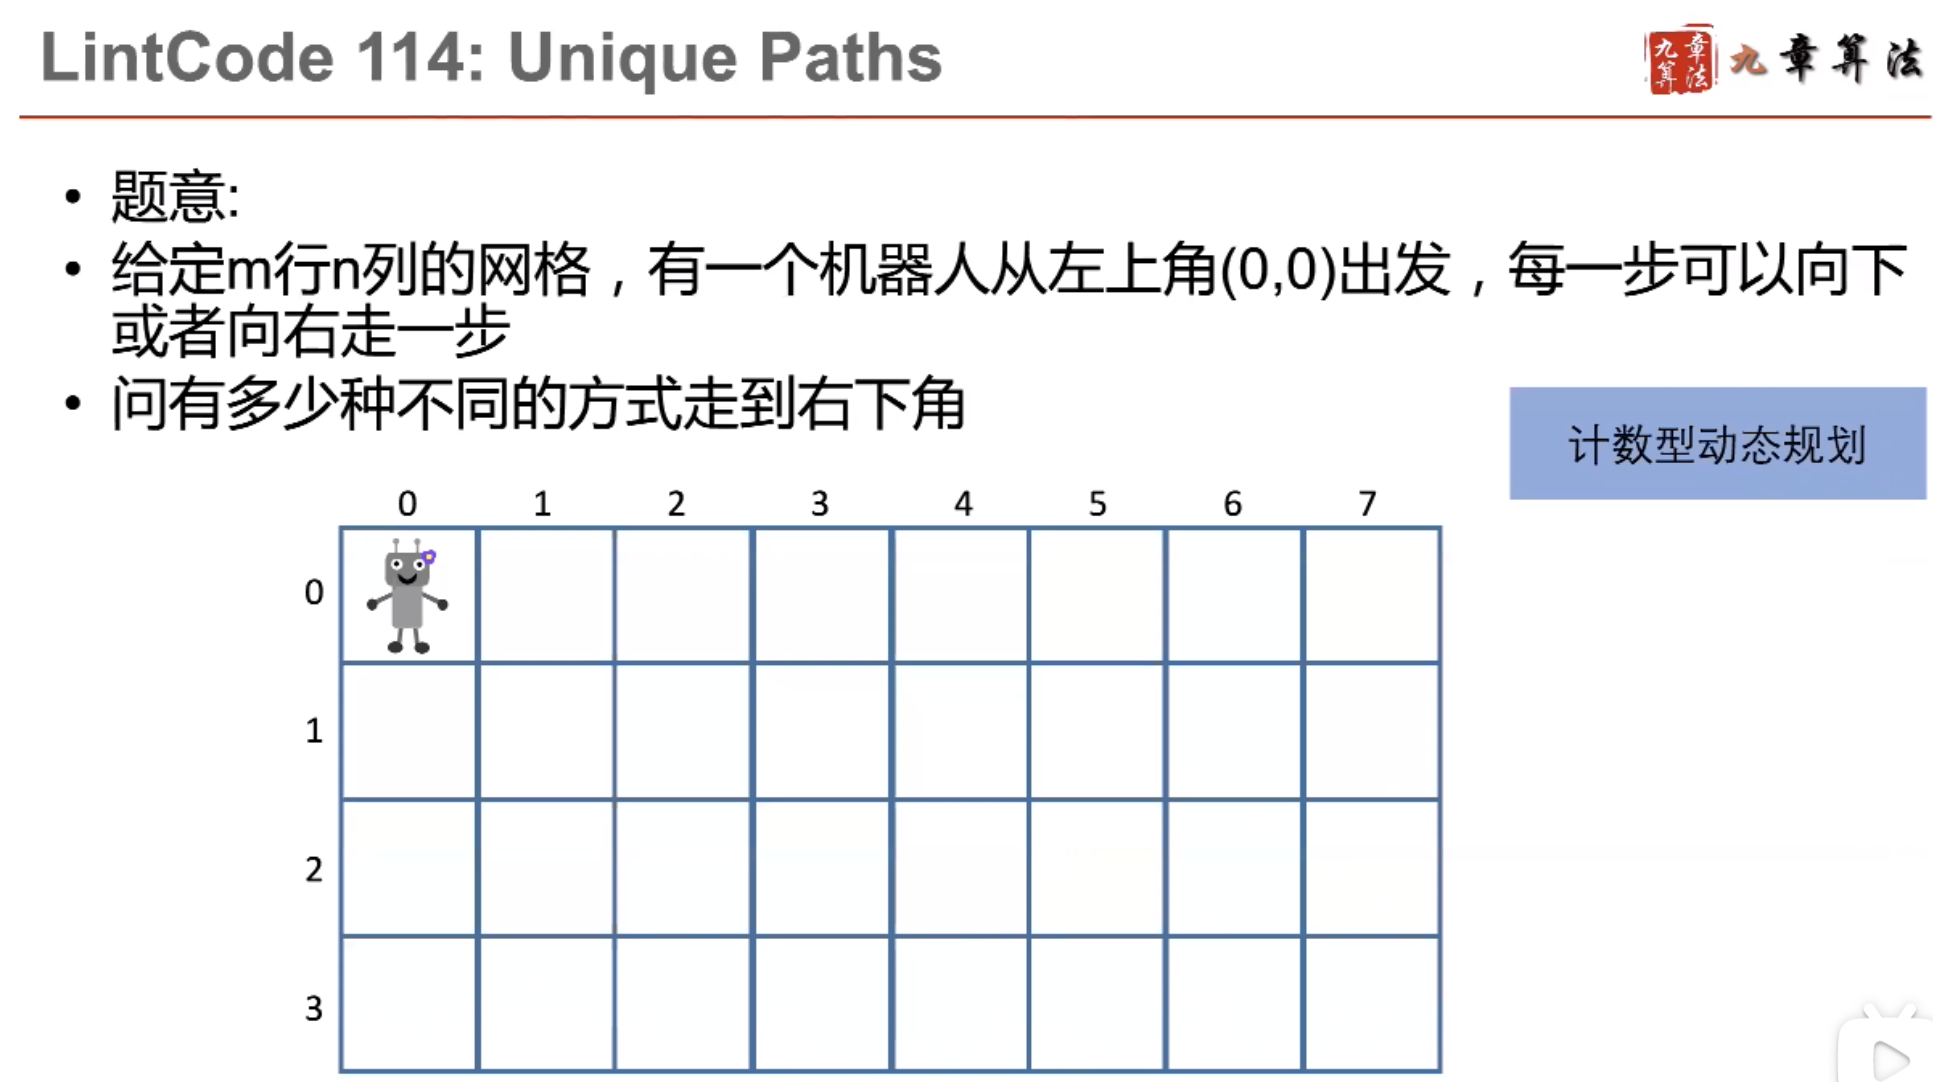 LintCode 114: Unique Paths
九章算法
九章算法
• 题意:
• 给定m行n列的网格，有一个机器人从左上角(0,0)出发，每一步可以向下
或者向右走一步
• 问有多少种不同的方式走到右下角
计数型动态规划
0 1 2 3 4 5 6 7
0
1
2
3